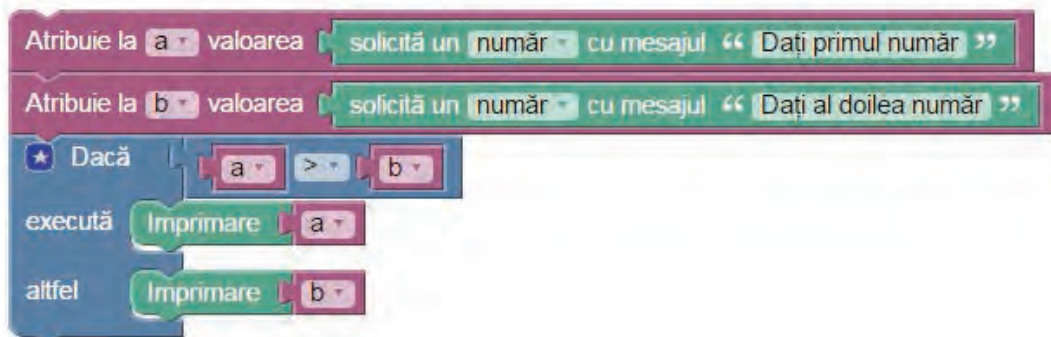 Atribuie la a valoarea solicită un număr cu mesajul “ Dați primul număr ”
Atribuie la b valoarea solicită un număr cu mesajul “ Dați al doilea număr ”
Dacă a > b
execută Imprimare a
altfel Imprimare b